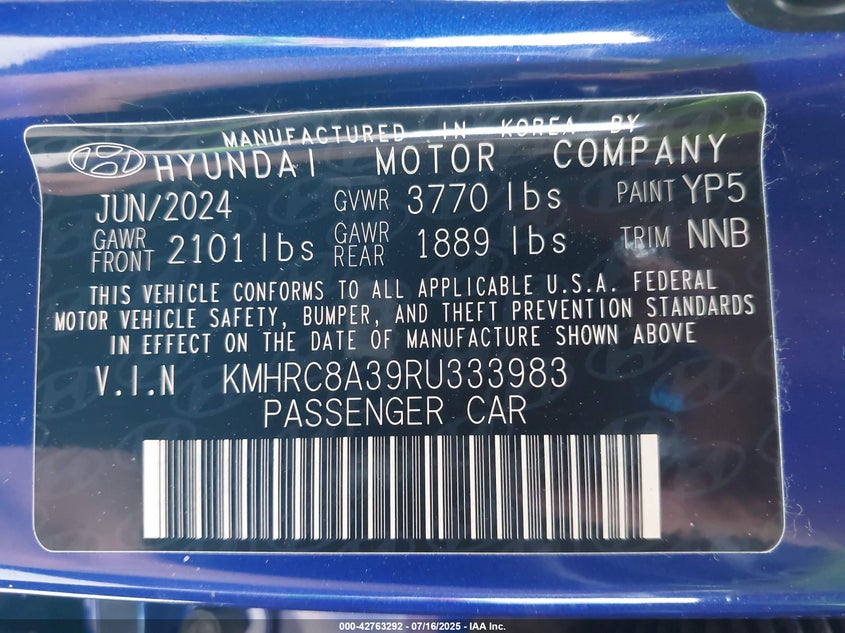 MANUFACTURED IN KOREA BY
HYUNDAI MOTOR COMPANY
JUN/2024 GVWR 3770 lbs PAINT YP5
GAWR FRONT 2101 lbs GAWR REAR 1889 lbs TRIM NNB
THIS VEHICLE CONFORMS TO ALL APPLICABLE U.S.A. FEDERAL
MOTOR VEHICLE SAFETY, BUMPER, AND THEFT PREVENTION STANDARDS
IN EFFECT ON THE DATE OF MANUFACTURE SHOWN ABOVE
V.I.N KMHRC8A39RU333983
PASSENGER CAR
000-42763292 - 07/16/2025 - IAA Inc.